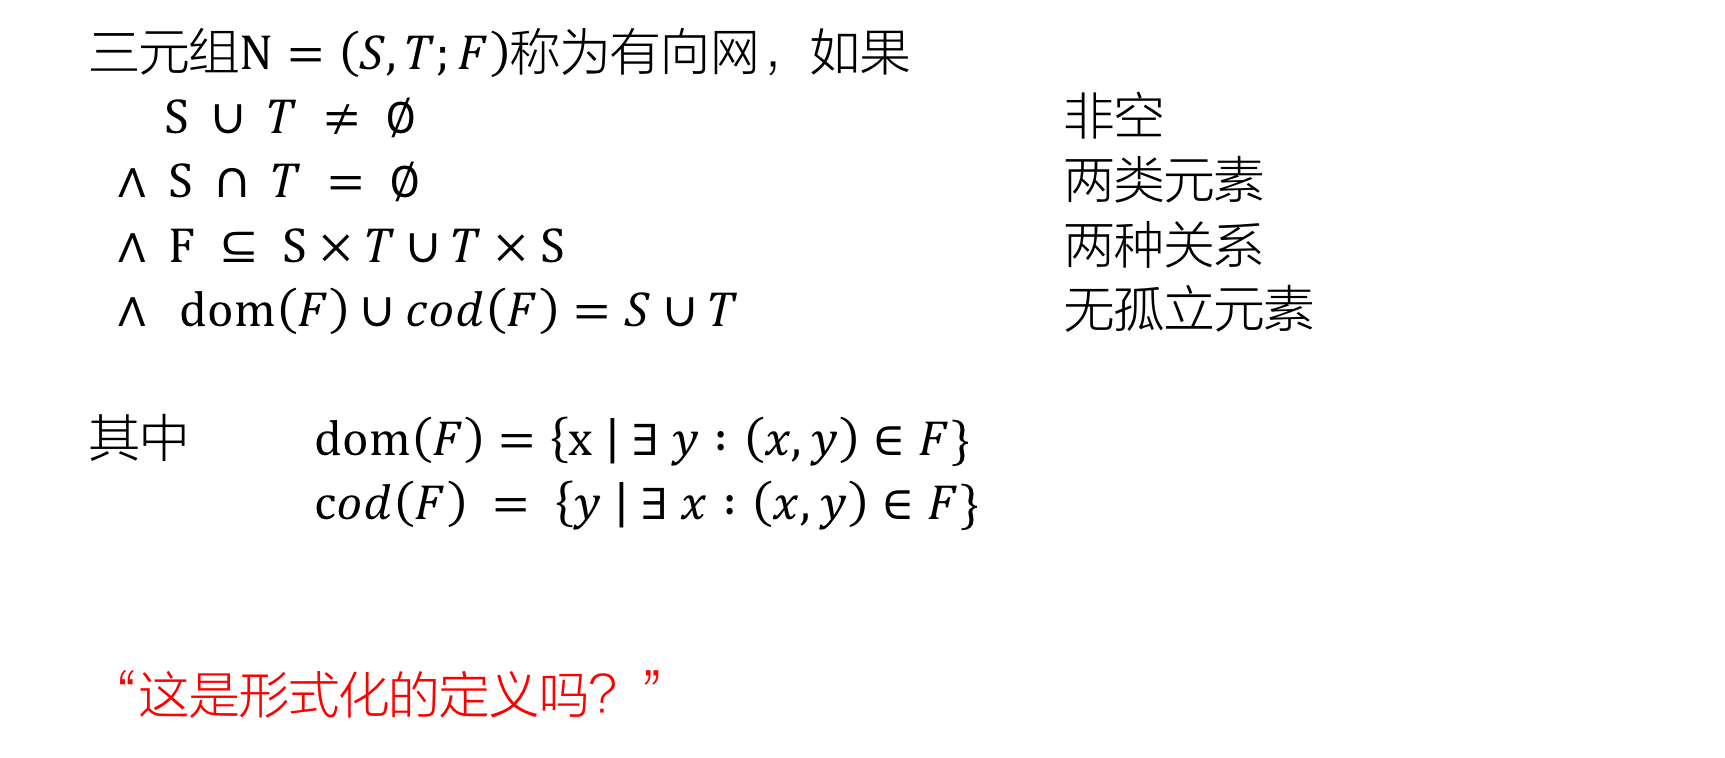 三元组N = (S, T; F)称为有向网，如果
S ∪ T ≠ ∅ 非空
∧ S ∩ T = ∅ 两类元素
∧ F ⊆ S × T ∪ T × S 两种关系
∧ dom(F) ∪ cod(F) = S ∪ T 无孤立元素
其中 dom(F) = {x | ∃ y : (x, y) ∈ F}
cod(F) = {y | ∃ x : (x, y) ∈ F}
“这是形式化的定义吗？”